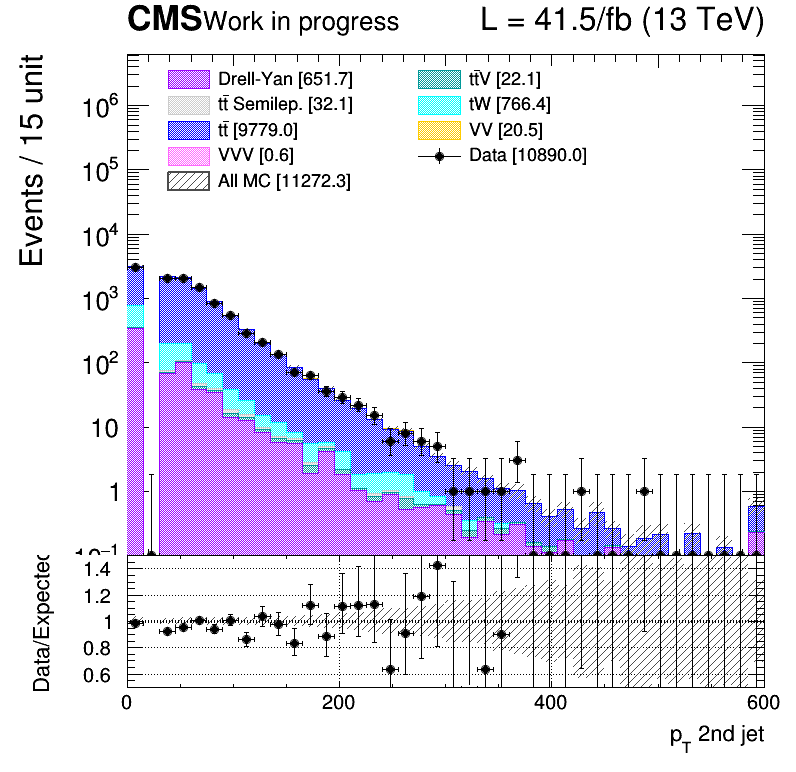 CMS Work in progress L = 41.5/fb (13 TeV)
Drell-Yan [651.7] tt̄V [22.1]
tt̄ Semilep. [32.1] tW [766.4]
tt̄ [9779.0] VV [20.5]
VVV [0.6] Data [10890.0]
All MC [11272.3]
Events / 15 unit
10⁶
10⁵
10⁴
10³
10²
10
1
10⁻¹
Data/Expected
1.4
1.2
1
0.8
0.6
0 200 400 600
p_T 2nd jet